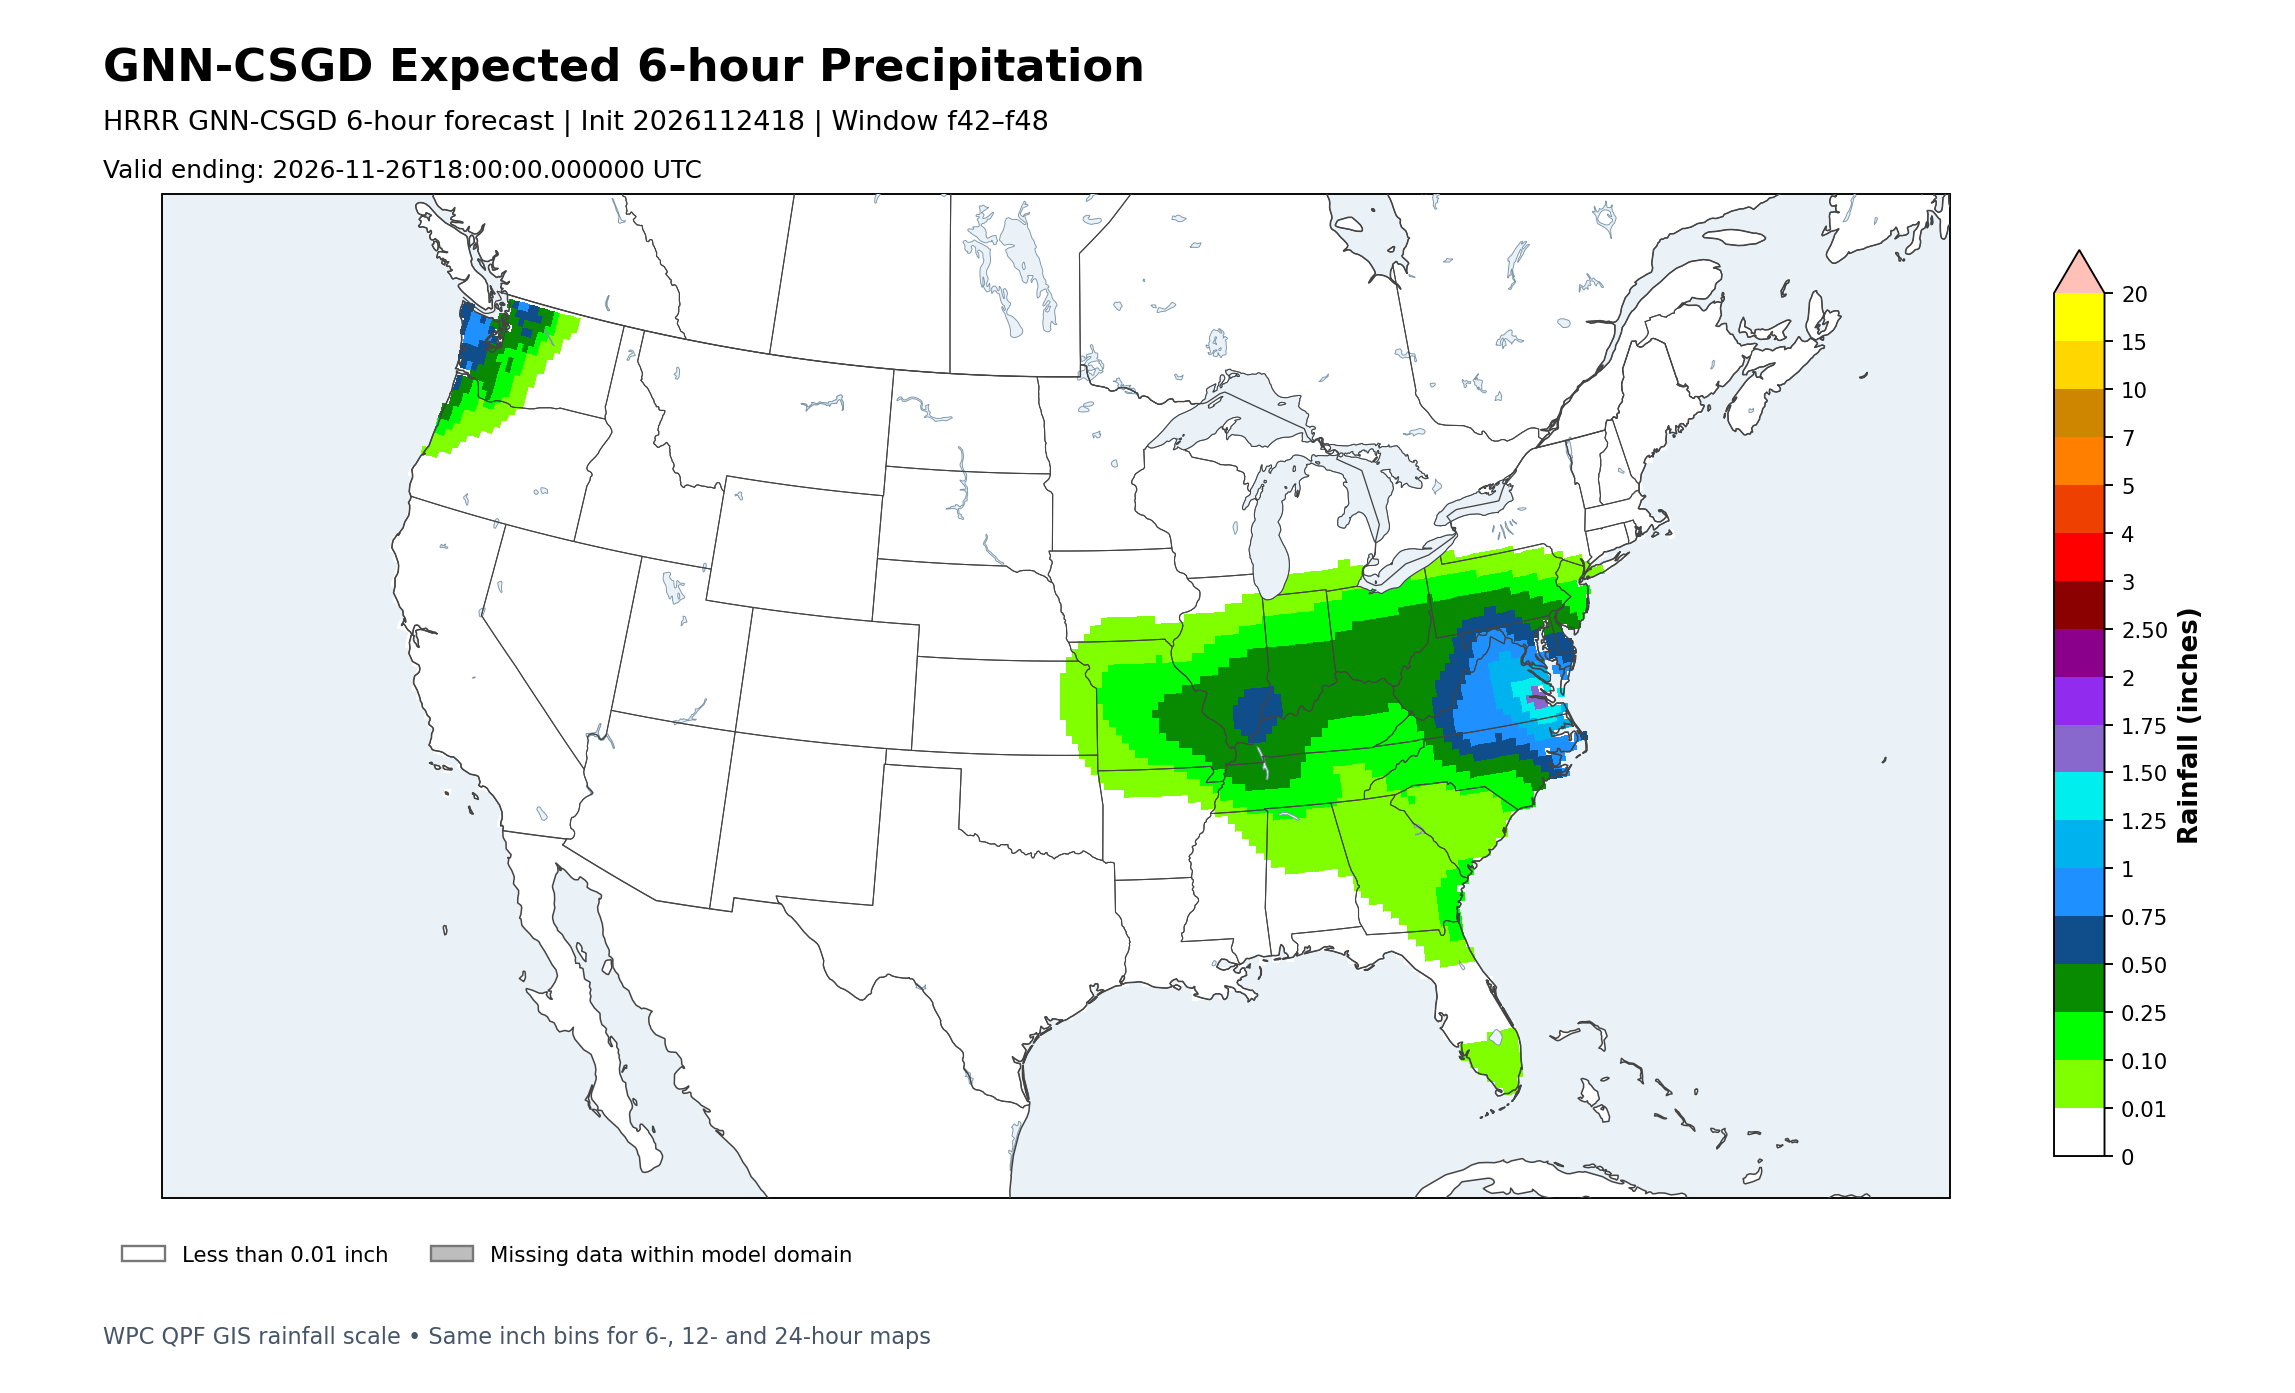 GNN-CSGD Expected 6-hour Precipitation
HRRR GNN-CSGD 6-hour forecast | Init 2026112418 | Window f42–f48
Valid ending: 2026-11-26T18:00:00.000000 UTC
20
15
10
7
5
4
3
2.50
2
1.75
1.50
1.25
1
0.75
0.50
0.25
0.10
0.01
0
Rainfall (inches)
Less than 0.01 inch
Missing data within model domain
WPC QPF GIS rainfall scale • Same inch bins for 6-, 12- and 24-hour maps